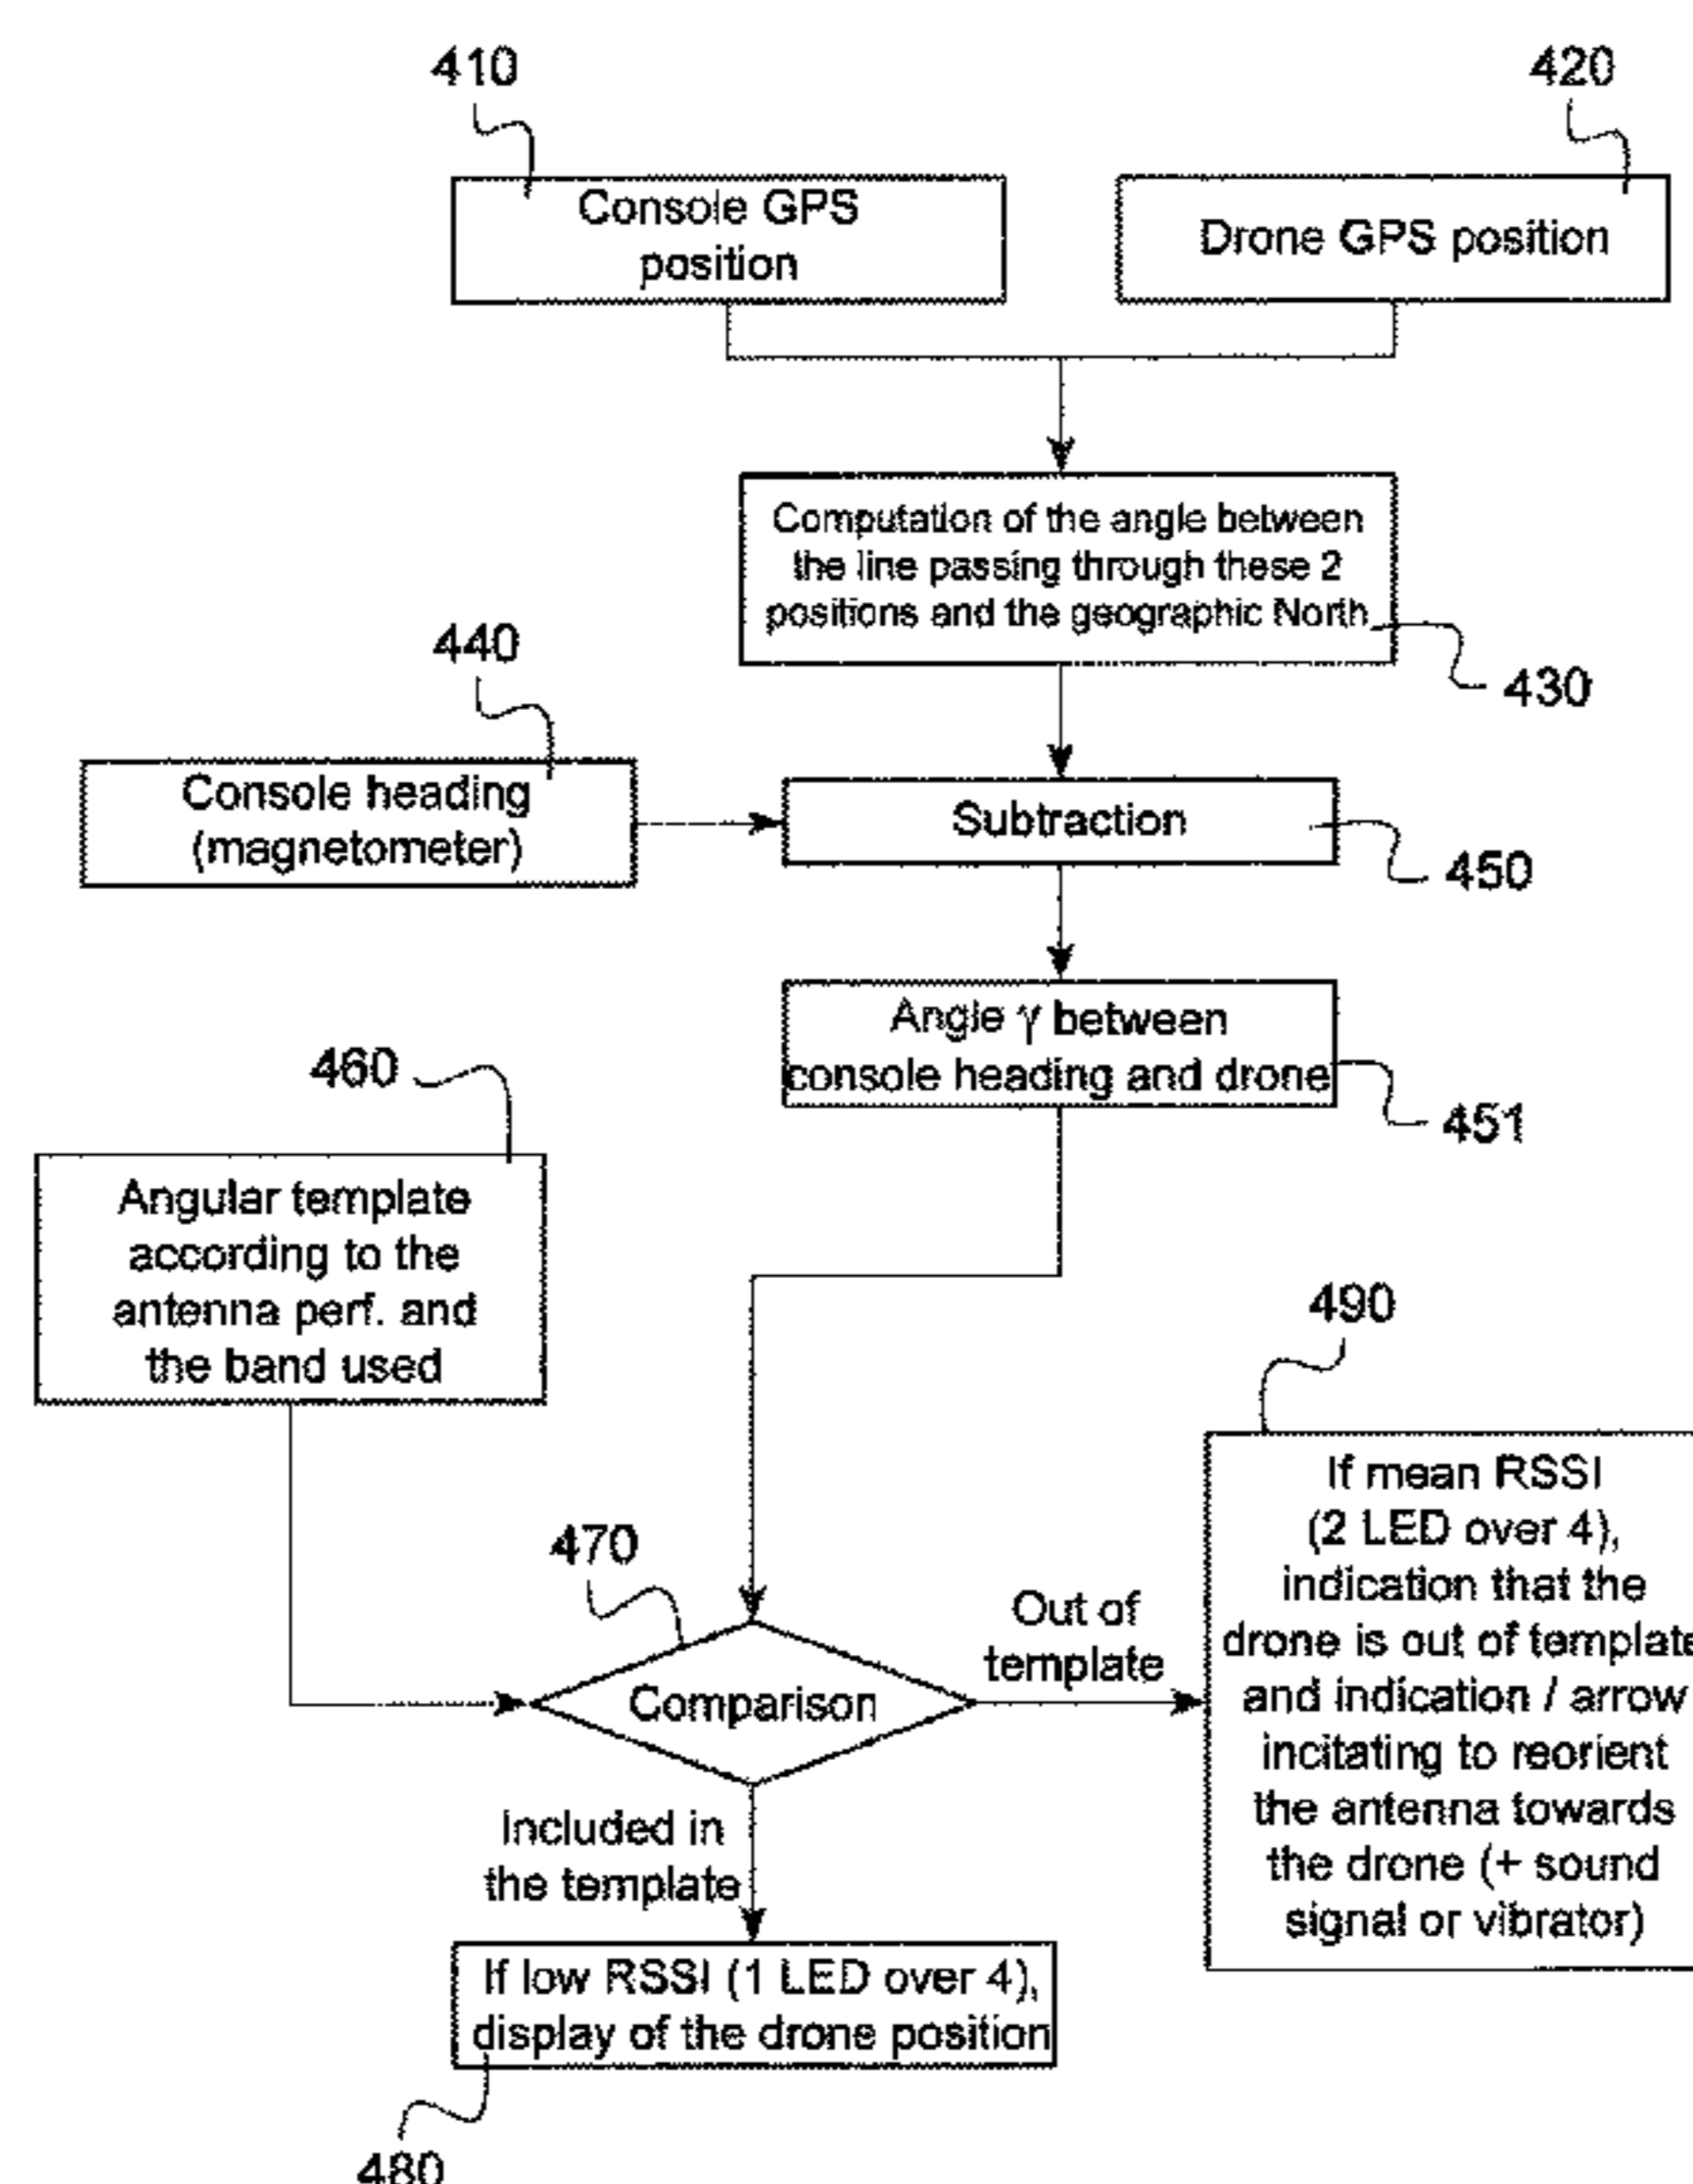 410
420
Console GPS
position
Drone GPS position
Computation of the angle between
the line passing through these 2
positions and the geographic North
430
440
Console heading
(magnetometer)
Subtraction
450
Angle γ between
console heading and drone
451
460
Angular template
according to the
antenna perf. and
the band used
490
If mean RSSI
(2 LED over 4),
indication that the
drone is out of template
and indication / arrow
incitating to reorient
the antenna towards
the drone (+ sound
signal or vibrator)
470
Out of
template
Comparison
Included in
the template
If low RSSI (1 LED over 4),
display of the drone position
480